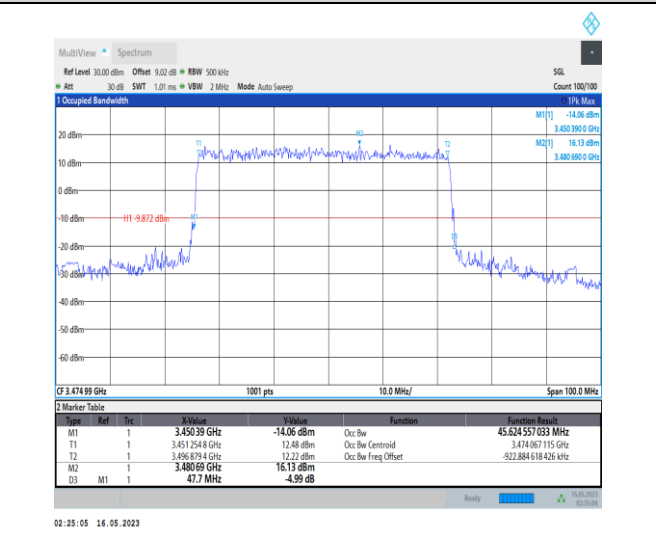 MultiView Spectrum
Ref Level 30.00 dBm Offset 9.02 dB RBW 500 kHz SGL
Att 30 dB SWT 1.01 ms VBW 2 MHz Mode Auto Sweep Count 100/100
1 Occupied Bandwidth 1Pk Max
M1[1] -14.06 dBm
3.450 390 0 GHz
M2[1] 16.13 dBm
3.480 690 0 GHz
20 dBm
M2
T1 T2
10 dBm
0 dBm
-10 dBm H1 -9.872 dBm M1
-20 dBm D3
-30 dBm
-40 dBm
-50 dBm
-60 dBm
CF 3.474 99 GHz 1001 pts 10.0 MHz/ Span 100.0 MHz
2 Marker Table
Type Ref Trc X-Value Y-Value Function Function Result
M1 1 3.45039 GHz -14.06 dBm Occ Bw 45.624 557 033 MHz
T1 1 3.451 254 8 GHz 12.48 dBm Occ Bw Centroid 3.474 067 115 GHz
T2 1 3.496 879 4 GHz 12.22 dBm Occ Bw Freq Offset -922.884 618 426 kHz
M2 1 3.480 69 GHz 16.13 dBm
D3 M1 1 47.7 MHz -4.99 dB
Ready 16.05.2023
02:25:04
02:25:05 16.05.2023